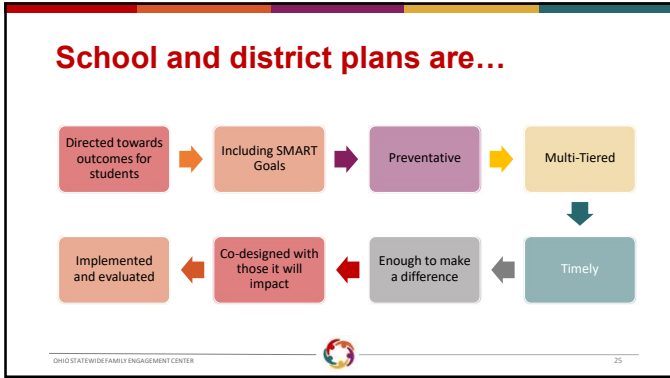 School and district plans are…
Directed towards
outcomes for
students
Including SMART
Goals
Preventative
Multi-Tiered
Timely
Enough to make
a difference
Co-designed with
those it will
impact
Implemented
and evaluated
OHIO STATEWIDE FAMILY ENGAGEMENT CENTER
25